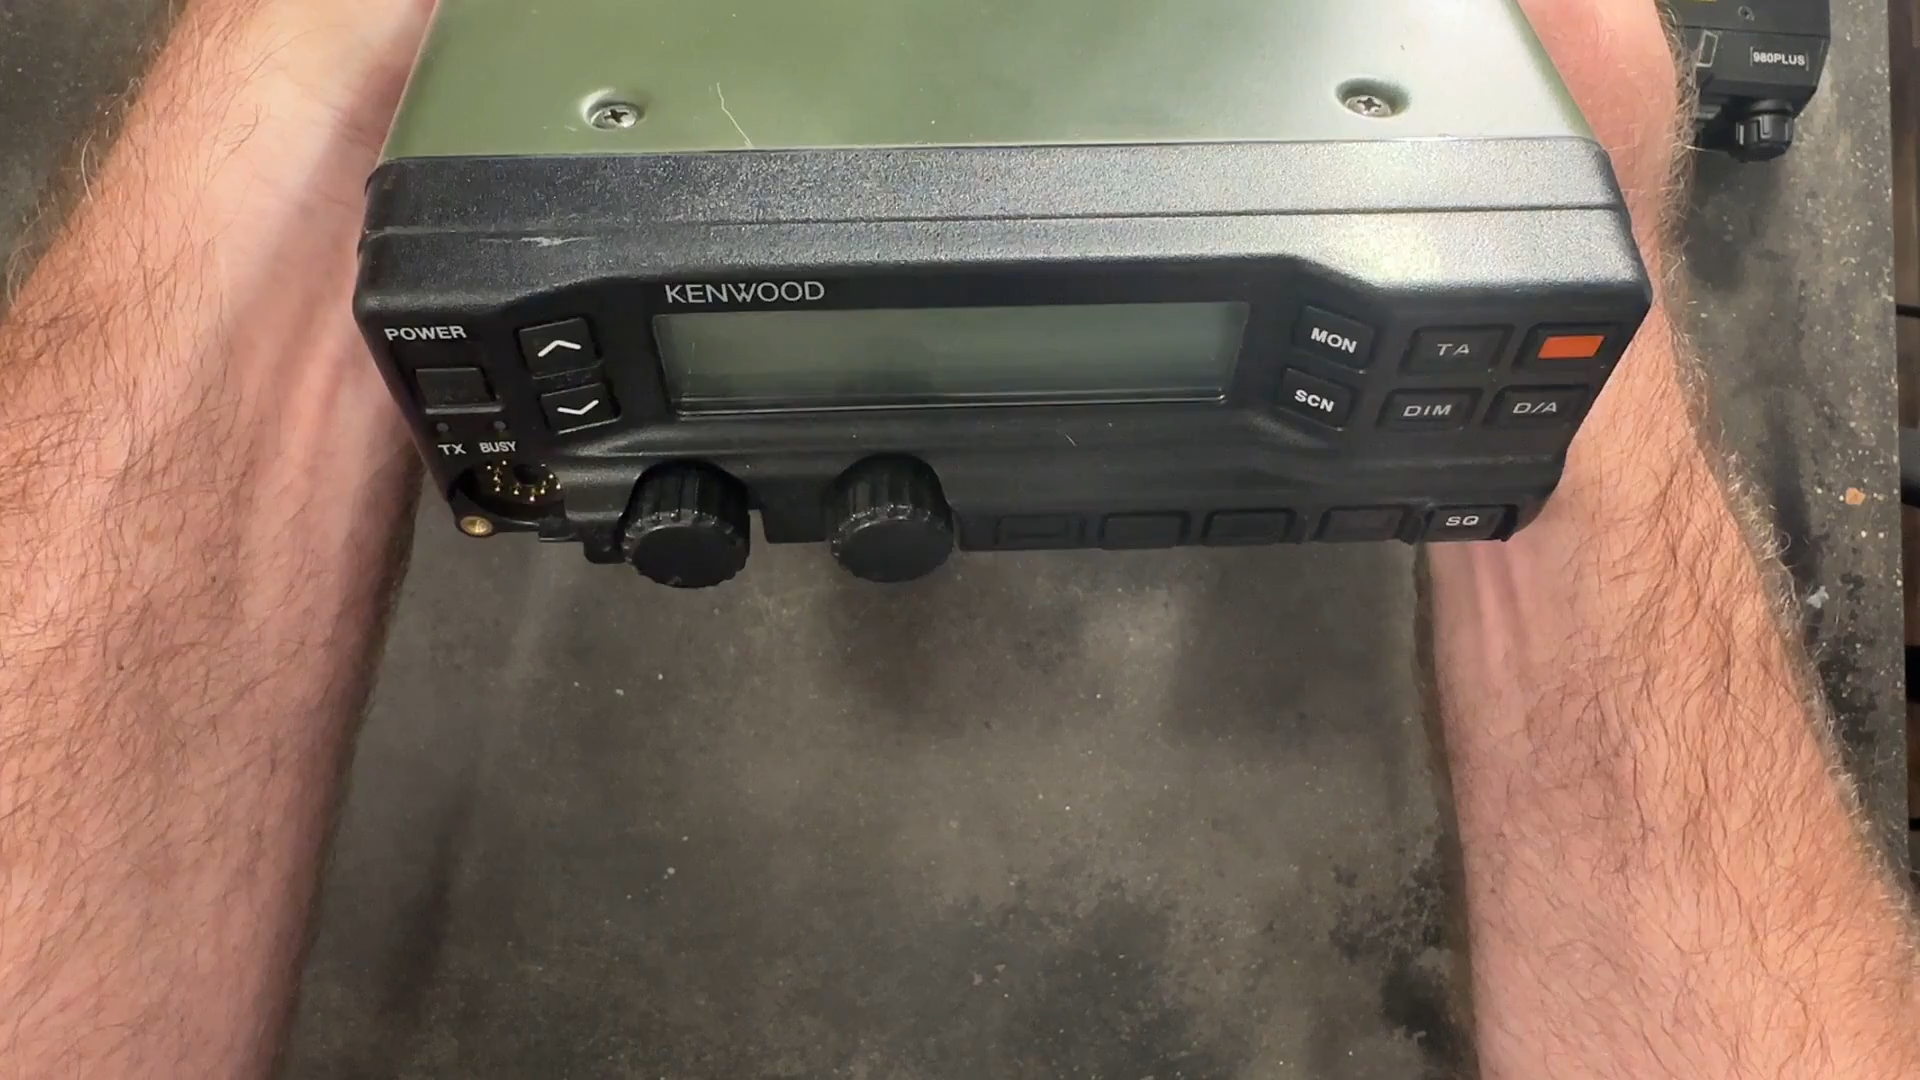 980PLUS
KENWOOD
POWER
MON
TA
SCN
DIM
D/A
TX BUSY
SQ